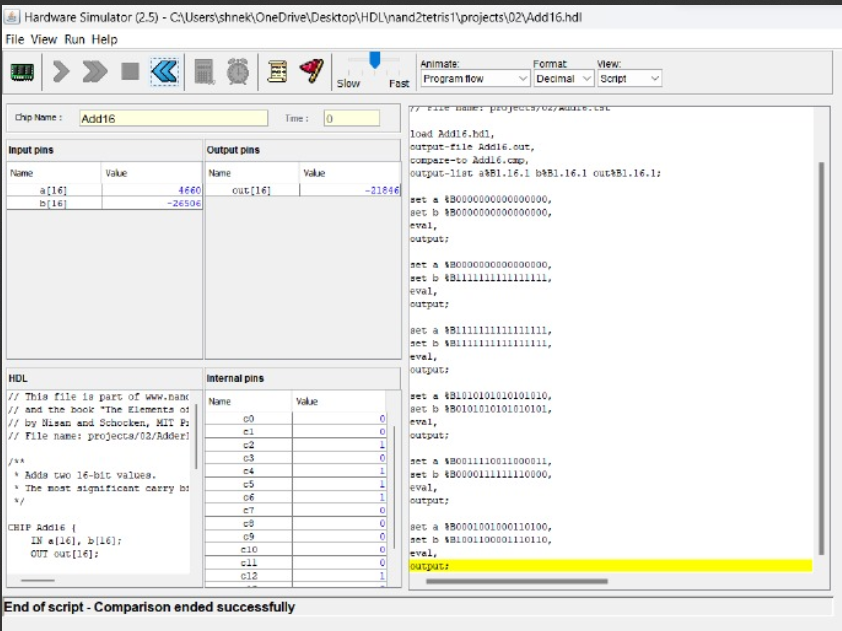 Hardware Simulator (2.5) - C:\Users\shnek\OneDrive\Desktop\HDL\nand2tetris1\projects\02\Add16.hdl
File View Run Help
Slow Fast
Animate:
Program flow
Format:
Decimal
View:
Script
Chip Name :
Add16
Time :
0
Input pins
Name Value
a[16] 4660
b[16] -26506
Output pins
Name Value
out[16] -21846
HDL
// This file is part of www.nand
// and the book "The Elements of
// by Nisan and Schocken, MIT Pr
// File name: projects/02/Adder1
/**
* Adds two 16-bit values.
* The most significant carry bi
*/
CHIP Add16 {
IN a[16], b[16];
OUT out[16];
Internal pins
Name Value
c0 0
c1 0
c2 1
c3 0
c4 1
c5 1
c6 1
c7 0
c8 0
c9 0
c10 0
c11 0
c12 1
// File name: projects/02/Add16.tst
load Add16.hdl,
output-file Add16.out,
compare-to Add16.cmp,
output-list a%B1.16.1 b%B1.16.1 out%B1.16.1;
set a %B0000000000000000,
set b %B0000000000000000,
eval,
output;
set a %B0000000000000000,
set b %B1111111111111111,
eval,
output;
set a %B1111111111111111,
set b %B1111111111111111,
eval,
output;
set a %B1010101010101010,
set b %B0101010101010101,
eval,
output;
set a %B0011110011000011,
set b %B0000111111110000,
eval,
output;
set a %B0001001000110100,
set b %B1001100001110110,
eval,
output;
End of script - Comparison ended successfully